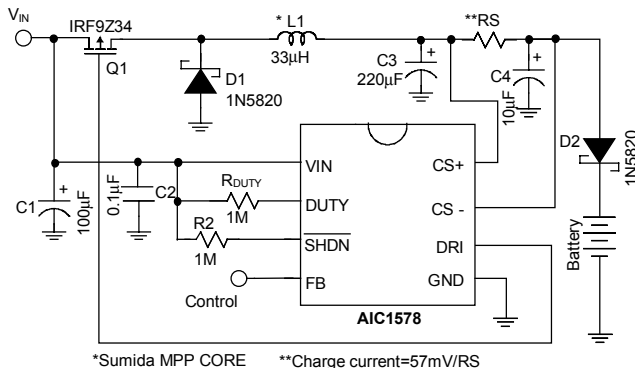 V_IN
IRF9Z34
Q1
* L1
33µH
**RS
D1
1N5820
C3
220µF
+
C4
10µF
+
D2
1N5820
VIN
CS+
R_DUTY
1M
DUTY
CS -
C1
+
100µF
0.1µF
C2
R2
1M
SHDN
DRI
FB
GND
Control
AIC1578
Battery
*Sumida MPP CORE
**Charge current=57mV/RS